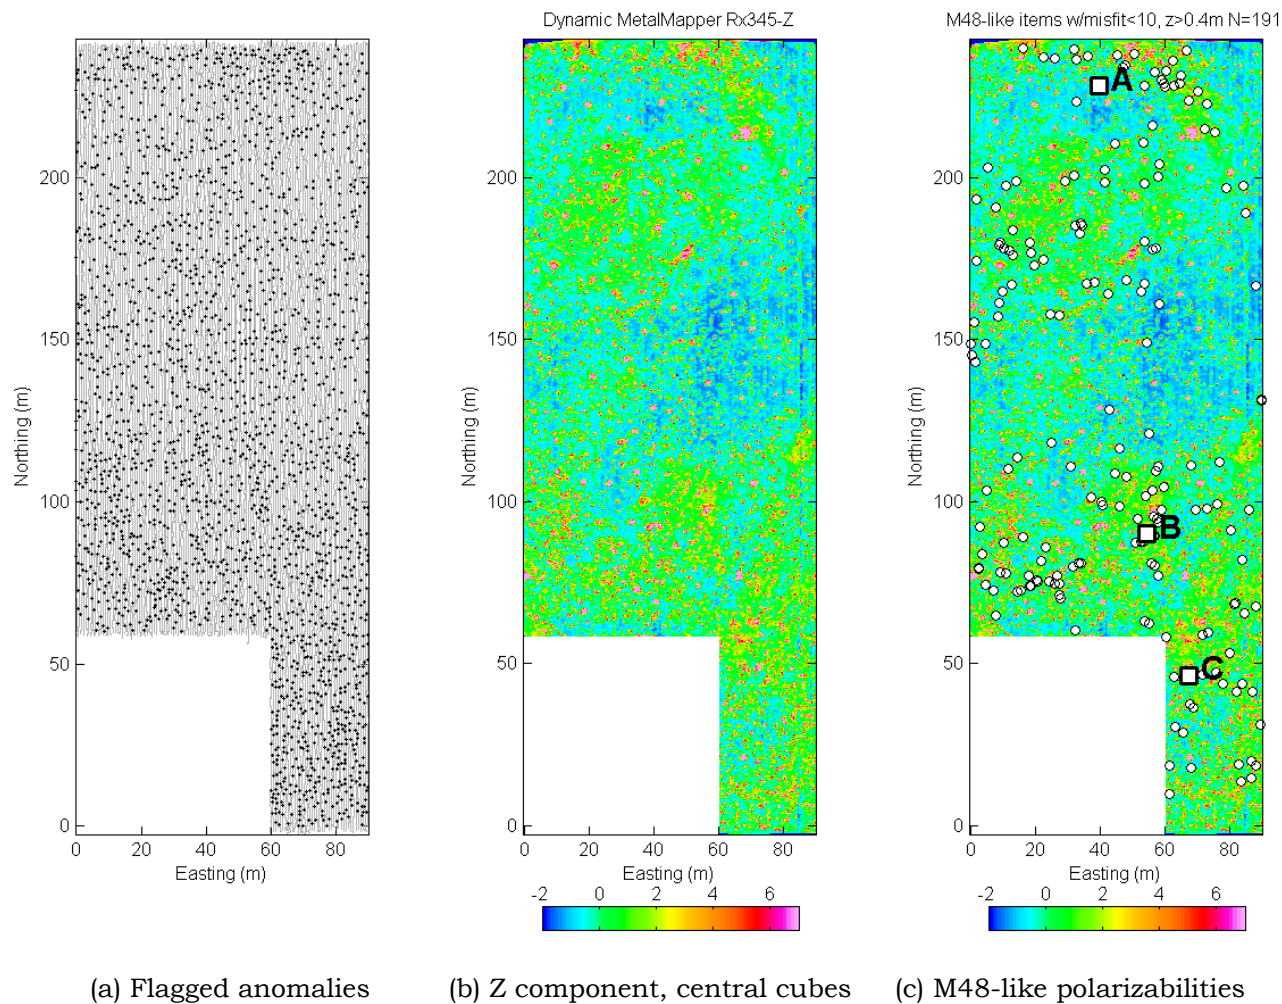 Dynamic MetalMapper Rx345-Z
M48-like items w/misfit<10, z>0.4m N=191
200
150
100
50
0
Northing (m)
0 20 40 60 80
Easting (m)
200
150
100
50
0
Northing (m)
0 20 40 60 80
Easting (m)
-2 0 2 4 6
A
B
C
200
150
100
50
0
Northing (m)
0 20 40 60 80
Easting (m)
-2 0 2 4 6
(a) Flagged anomalies
(b) Z component, central cubes
(c) M48-like polarizabilities